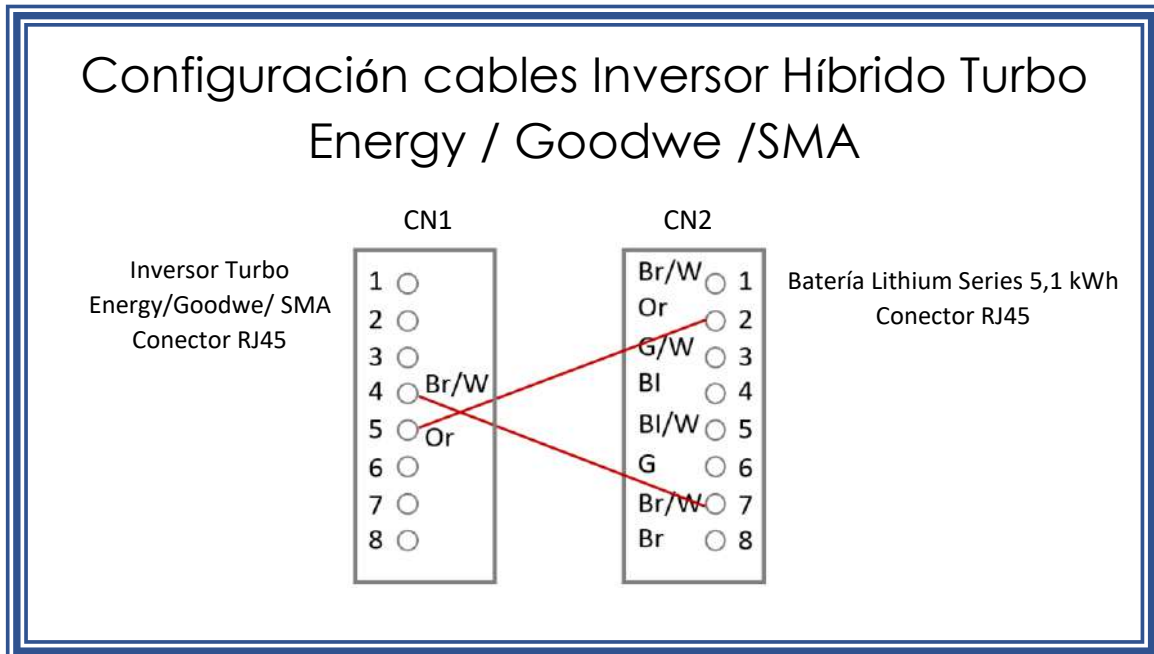 Configuración cables Inversor Híbrido Turbo
Energy / Goodwe /SMA
CN1
CN2
Inversor Turbo
Energy/Goodwe/ SMA
Conector RJ45
1
2
3
4 Br/W
5 Or
6
7
8
Br/W 1
Or 2
G/W 3
Bl 4
Bl/W 5
G 6
Br/W 7
Br 8
Batería Lithium Series 5,1 kWh
Conector RJ45